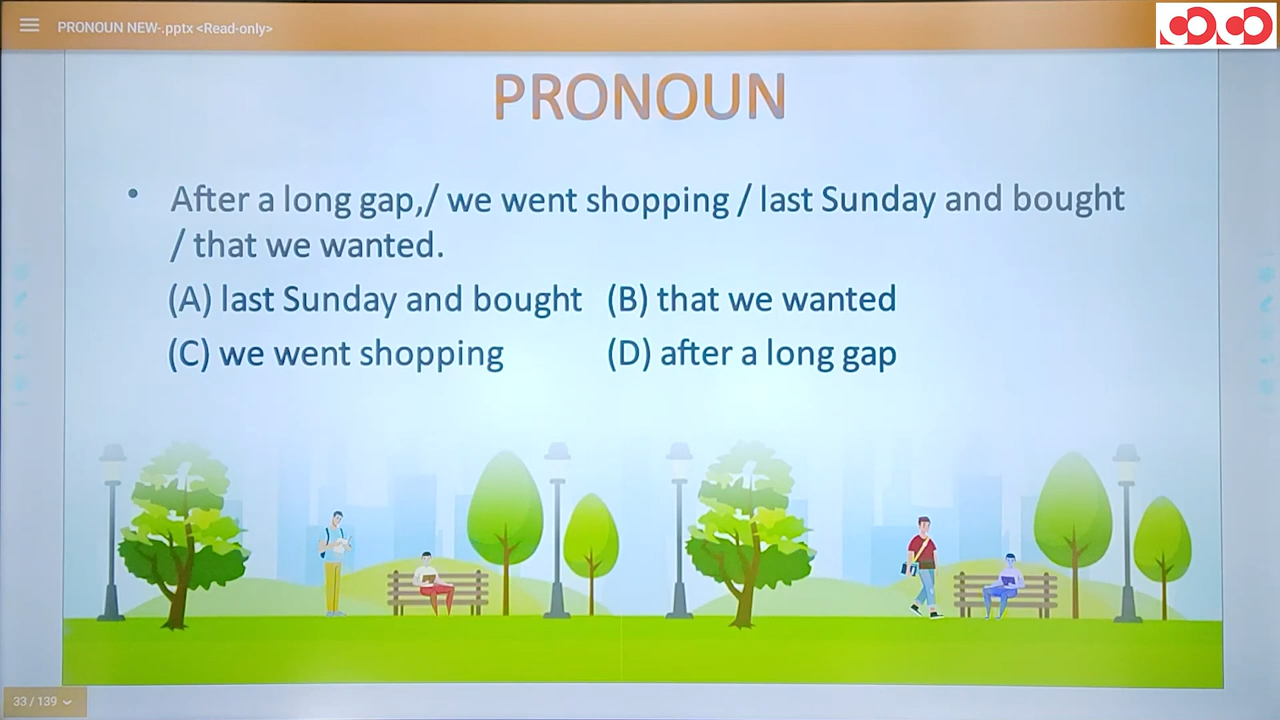 PRONOUN NEW-.pptx <Read-only>
PRONOUN
• After a long gap,/ we went shopping / last Sunday and bought
/ that we wanted.
(A) last Sunday and bought (B) that we wanted
(C) we went shopping (D) after a long gap
33 / 139